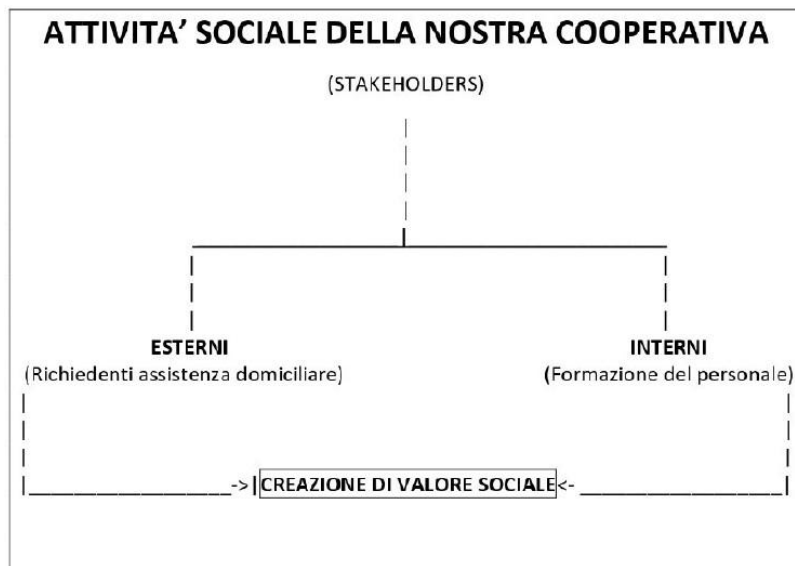 ATTIVITA' SOCIALE DELLA NOSTRA COOPERATIVA
(STAKEHOLDERS)
ESTERNI
(Richiedenti assistenza domiciliare)
INTERNI
(Formazione del personale)
CREAZIONE DI VALORE SOCIALE